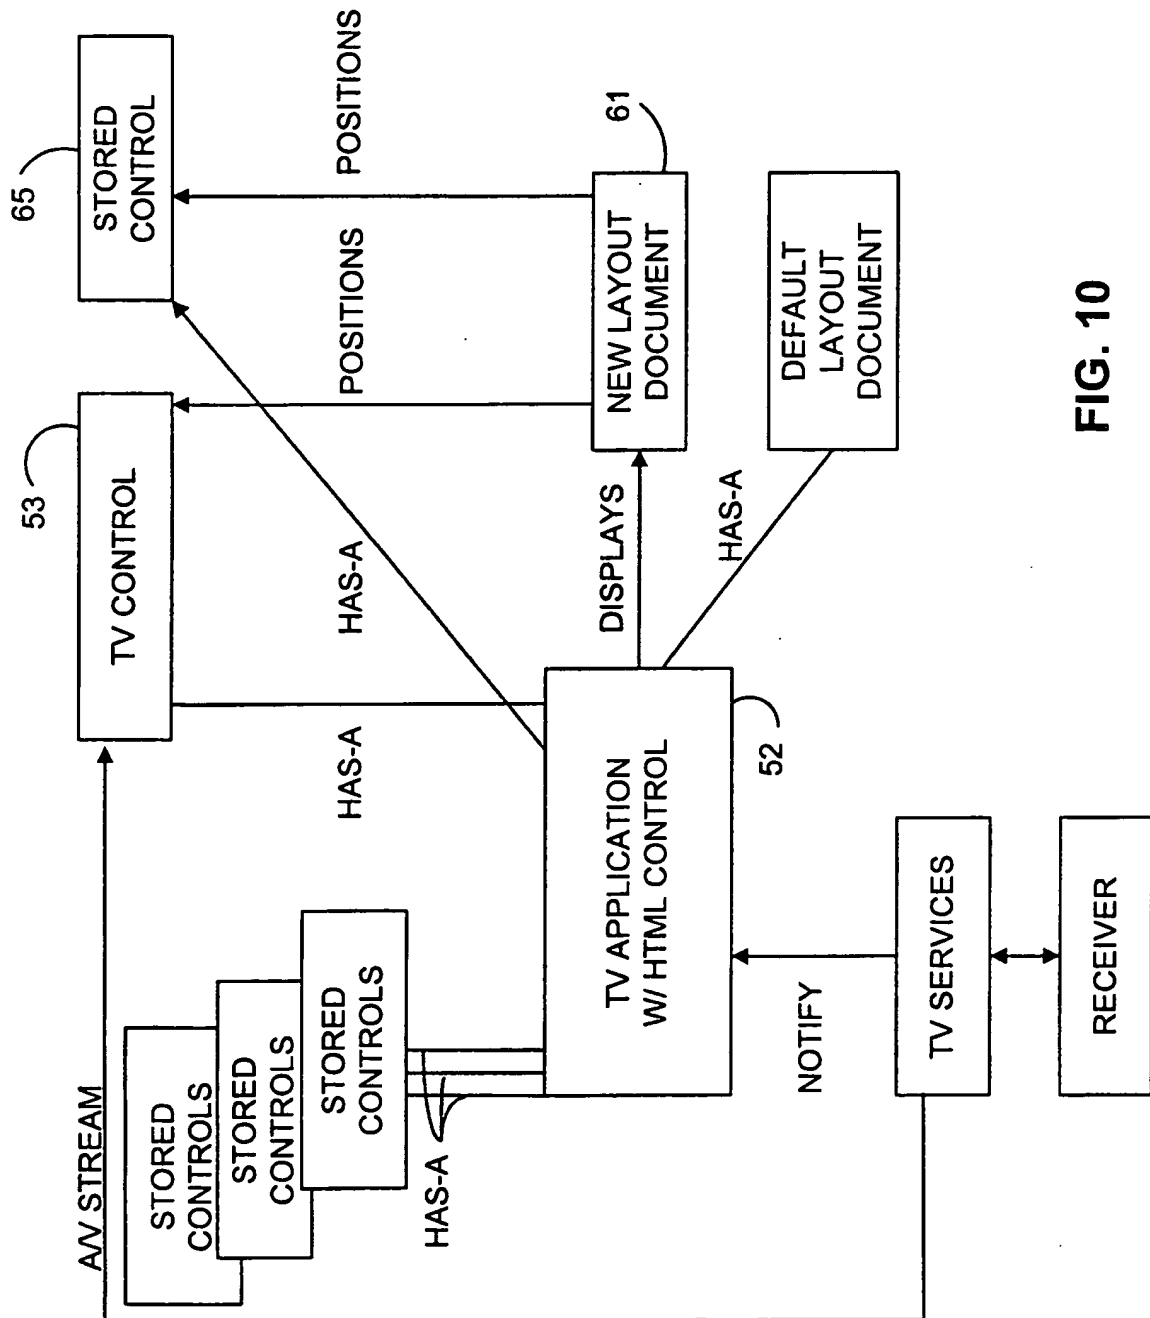 A/V STREAM
STORED
CONTROLS
STORED
CONTROLS
STORED
CONTROLS
HAS-A
53
TV CONTROL
65
STORED
CONTROL
HAS-A
HAS-A
POSITIONS
POSITIONS
TV APPLICATION
W/ HTML CONTROL
52
DISPLAYS
NEW LAYOUT
DOCUMENT
61
HAS-A
DEFAULT
LAYOUT
DOCUMENT
NOTIFY
TV SERVICES
RECEIVER
FIG. 10